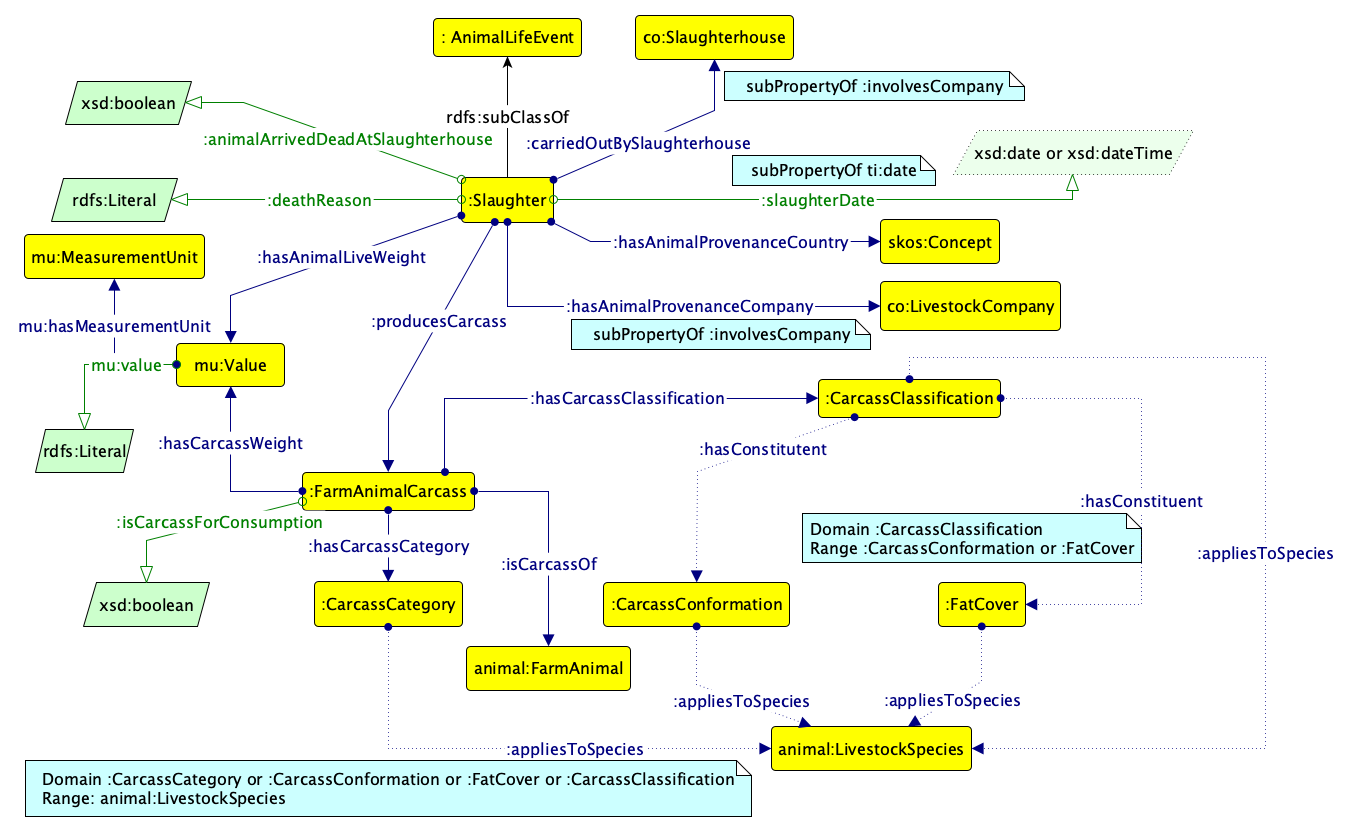 : AnimalLifeEvent
co:Slaughterhouse
subPropertyOf :involvesCompany
xsd:boolean
rdfs:subClassOf
:animalArrivedDeadAtSlaughterhouse
:carriedOutBySlaughterhouse
xsd:date or xsd:dateTime
subPropertyOf ti:date
rdfs:Literal
:deathReason
:Slaughter
:slaughterDate
mu:MeasurementUnit
:hasAnimalLiveWeight
:hasAnimalProvenanceCountry
skos:Concept
:hasAnimalProvenanceCompany
co:LivestockCompany
mu:hasMeasurementUnit
:producesCarcass
subPropertyOf :involvesCompany
mu:value
mu:Value
:hasCarcassClassification
:CarcassClassification
rdfs:Literal
:hasCarcassWeight
:hasConstitutent
:FarmAnimalCarcass
:hasConstituent
:isCarcassForConsumption
Domain :CarcassClassification
Range :CarcassConformation or :FatCover
:hasCarcassCategory
:appliesToSpecies
:isCarcassOf
xsd:boolean
:CarcassCategory
:CarcassConformation
:FatCover
animal:FarmAnimal
:appliesToSpecies
:appliesToSpecies
:appliesToSpecies
animal:LivestockSpecies
Domain :CarcassCategory or :CarcassConformation or :FatCover or :CarcassClassification
Range: animal:LivestockSpecies